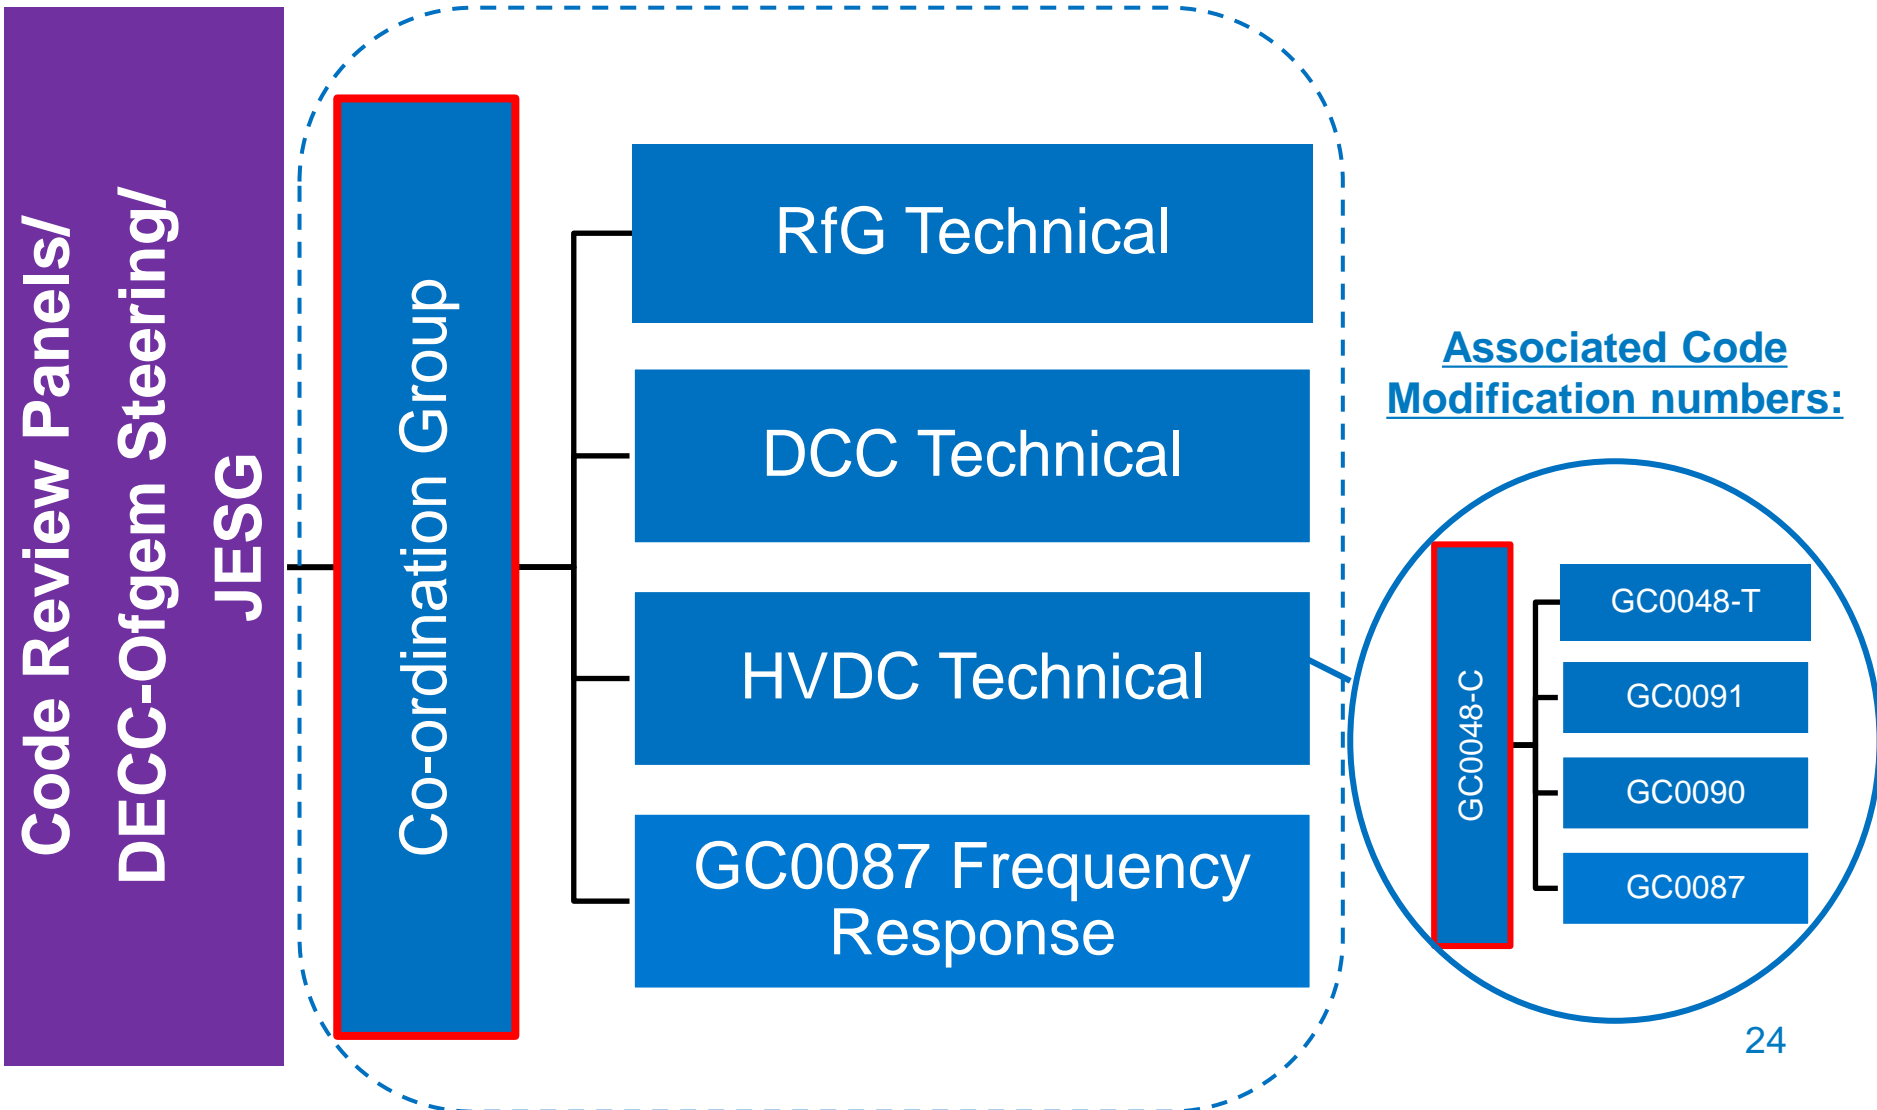 Code Review Panels/
DECC-Ofgem Steering/
JESG
Co-ordination Group
RfG Technical
DCC Technical
HVDC Technical
GC0087 Frequency
Response
Associated Code
Modification numbers:
GC0048-C
GC0048-T
GC0091
GC0090
GC0087
24